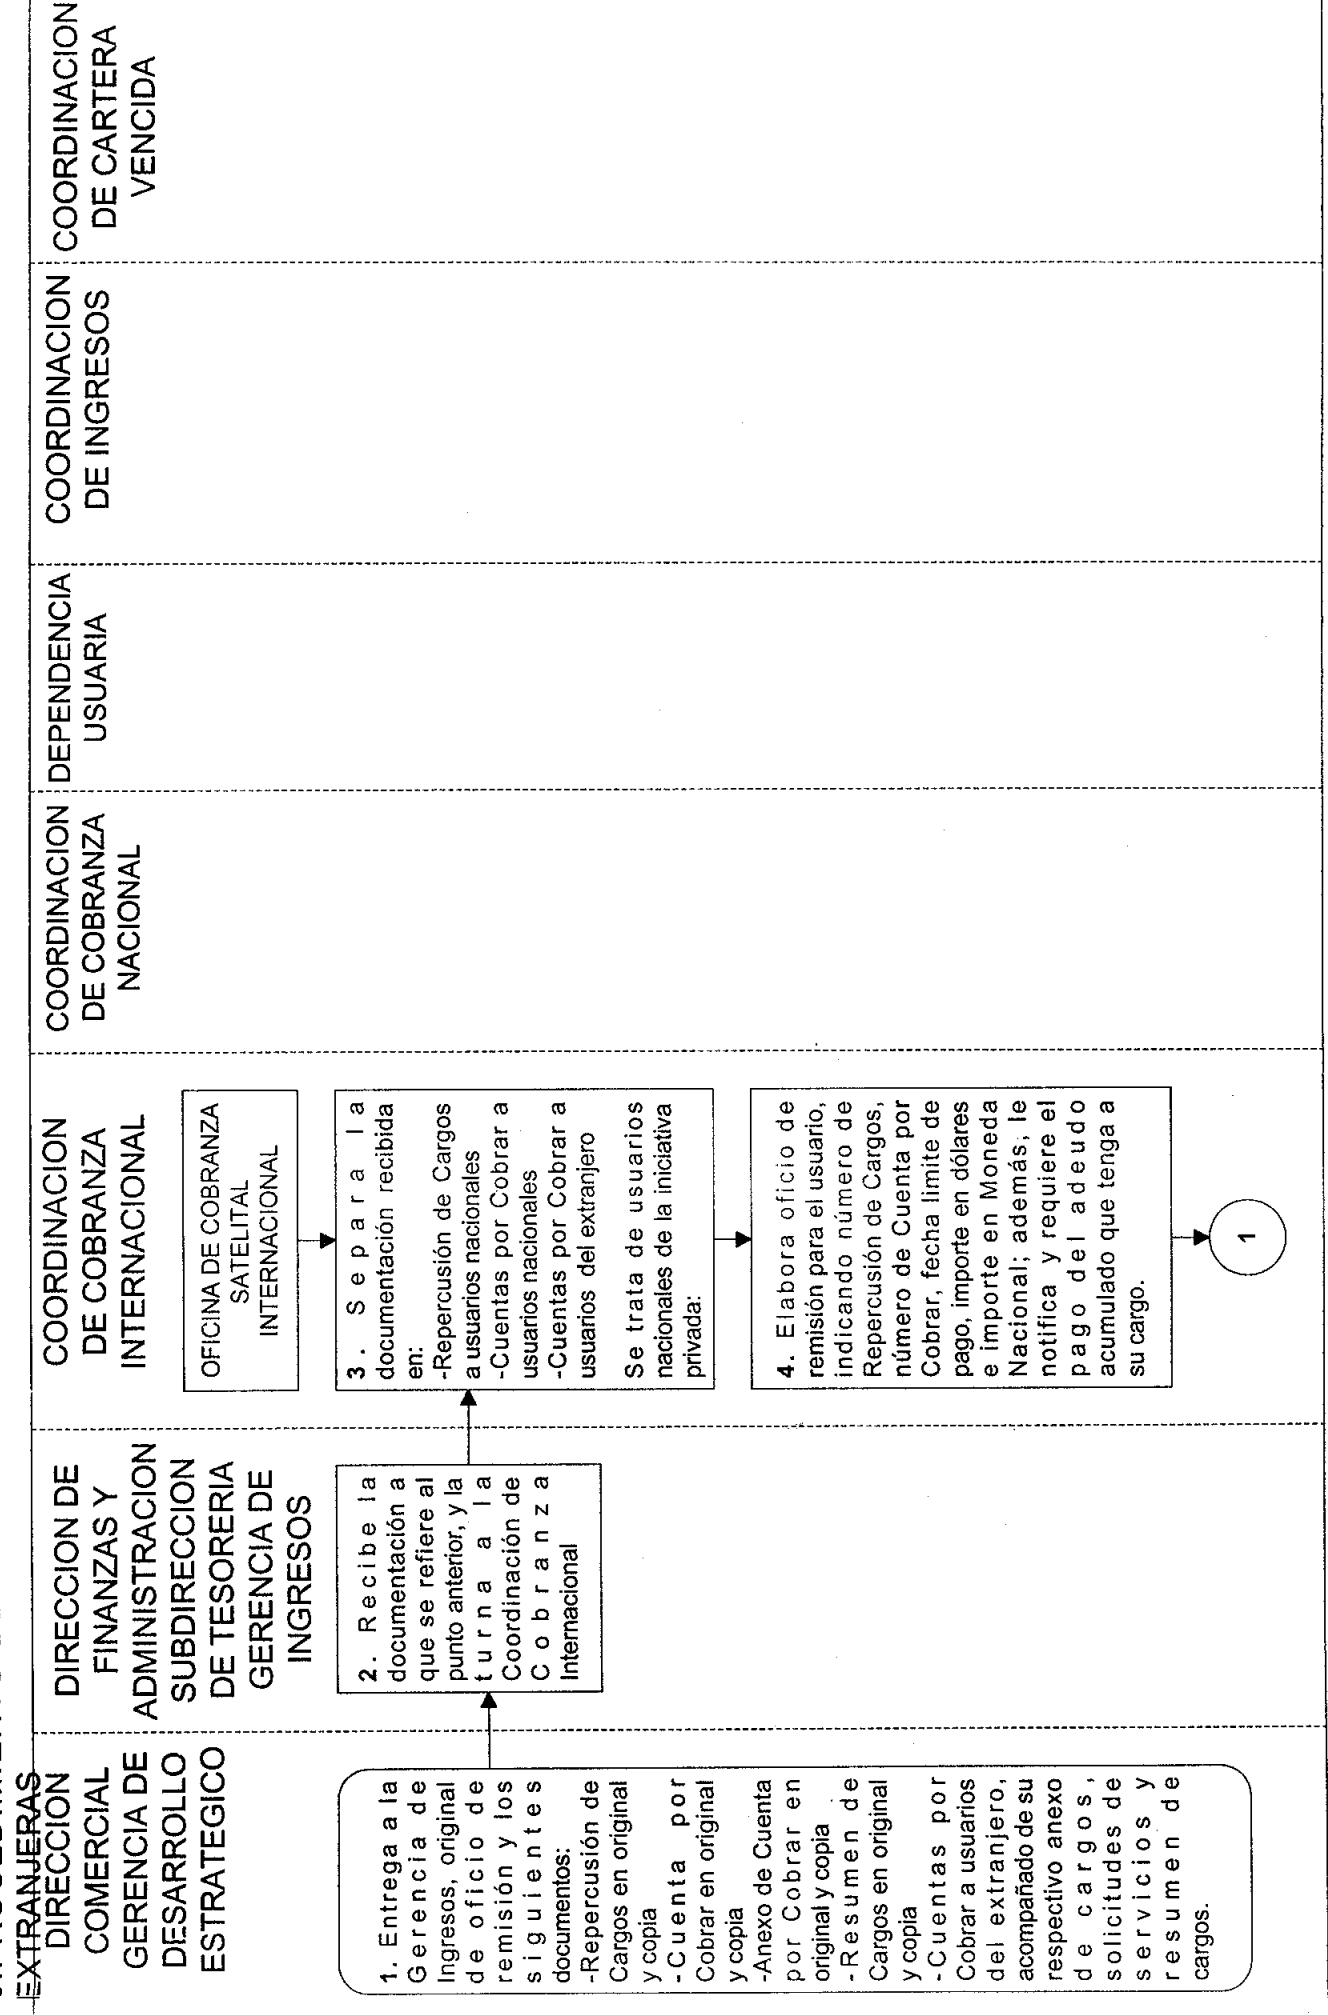 EXTRANJERAS
DIRECCION
COMERCIAL
GERENCIA DE
DESARROLLO
ESTRATEGICO
DIRECCION DE
FINANZAS Y
ADMINISTRACION
SUBDIRECCION
DE TESORERIA
GERENCIA DE
INGRESOS
COORDINACION
DE COBRANZA
INTERNACIONAL
COORDINACION
DE COBRANZA
NACIONAL
DEPENDENCIA
USUARIA
COORDINACION
DE INGRESOS
COORDINACION
DE CARTERA
VENCIDA
1. Entrega a la
Gerencia de
Ingresos, original
de oficio de
remisión y los
siguientes
documentos:
-Repercusión de
Cargos en original
y copia
-Cuenta por
Cobrar en original
y copia
-Anexo de Cuenta
por Cobrar en
original y copia
-Resumen de
Cargos en original
y copia
-Cuentas por
Cobrar a usuarios
del extranjero,
acompañado de su
respectivo anexo
de cargos,
solicitudes de
servicios y
resumen de
cargos.
2. Recibe la
documentación a
que se refiere al
punto anterior, y la
turna a la
Coordinación de
Cobranza
Internacional
OFICINA DE COBRANZA
SATELITAL
INTERNACIONAL
3. Separa la
documentación recibida
en:
-Repercusión de Cargos
a usuarios nacionales
-Cuentas por Cobrar a
usuarios nacionales
-Cuentas por Cobrar a
usuarios del extranjero
Se trata de usuarios
nacionales de la iniciativa
privada:
4. Elabora oficio de
remisión para el usuario,
indicando número de
Repercusión de Cargos,
número de Cuenta por
Cobrar, fecha limite de
pago, importe en dólares
e importe en Moneda
Nacional; además, le
notifica y requiere el
pago del adeudo
acumulado que tenga a
su cargo.
1